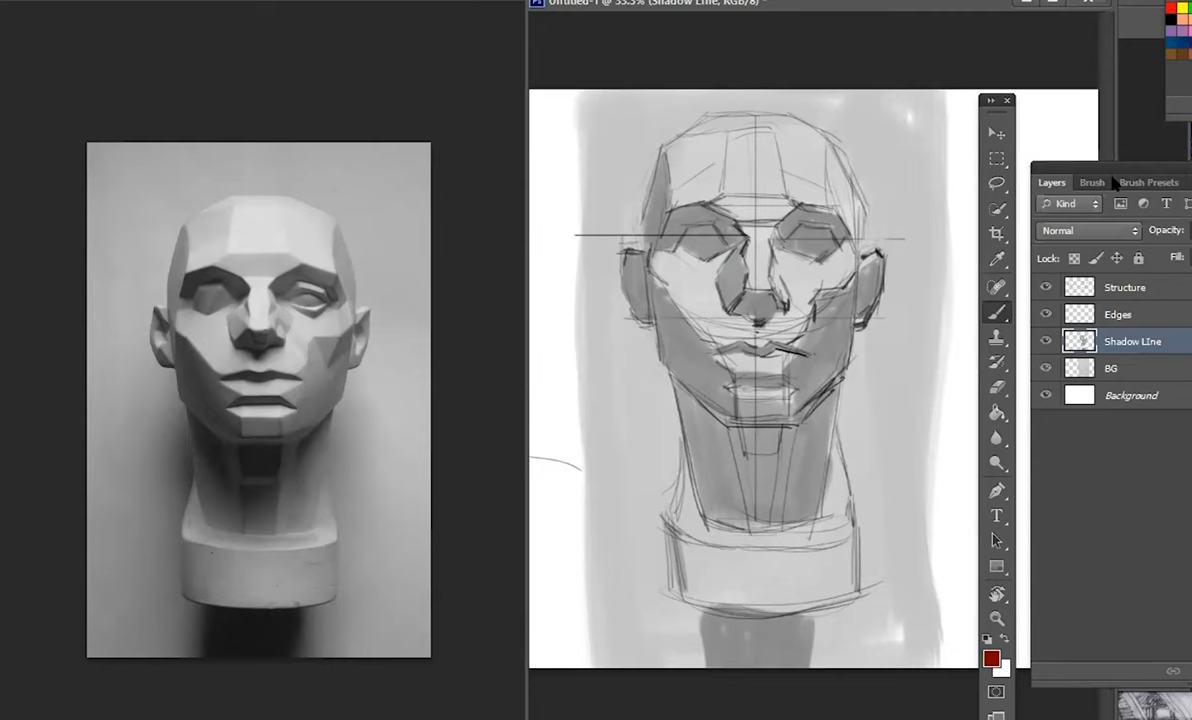 Untitled-1 @ 33.3% (Shadow LIne, RGB/8) *
Layers Brush Brush Presets
Kind
Normal Opacity:
Lock: Fill:
Structure
Edges
Shadow LIne
BG
Background